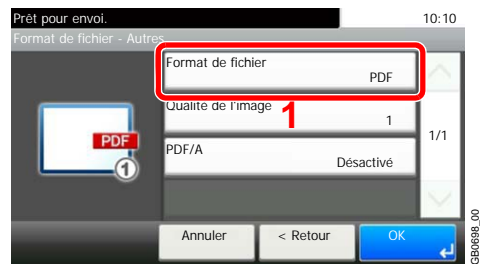 Prêt pour envoi.
10:10
Format de fichier - Autres
Format de fichier
PDF
Qualité de l'image
1
1
1/1
PDF/A
Désactivé
PDF
1
Annuler
< Retour
OK
GB0698_00